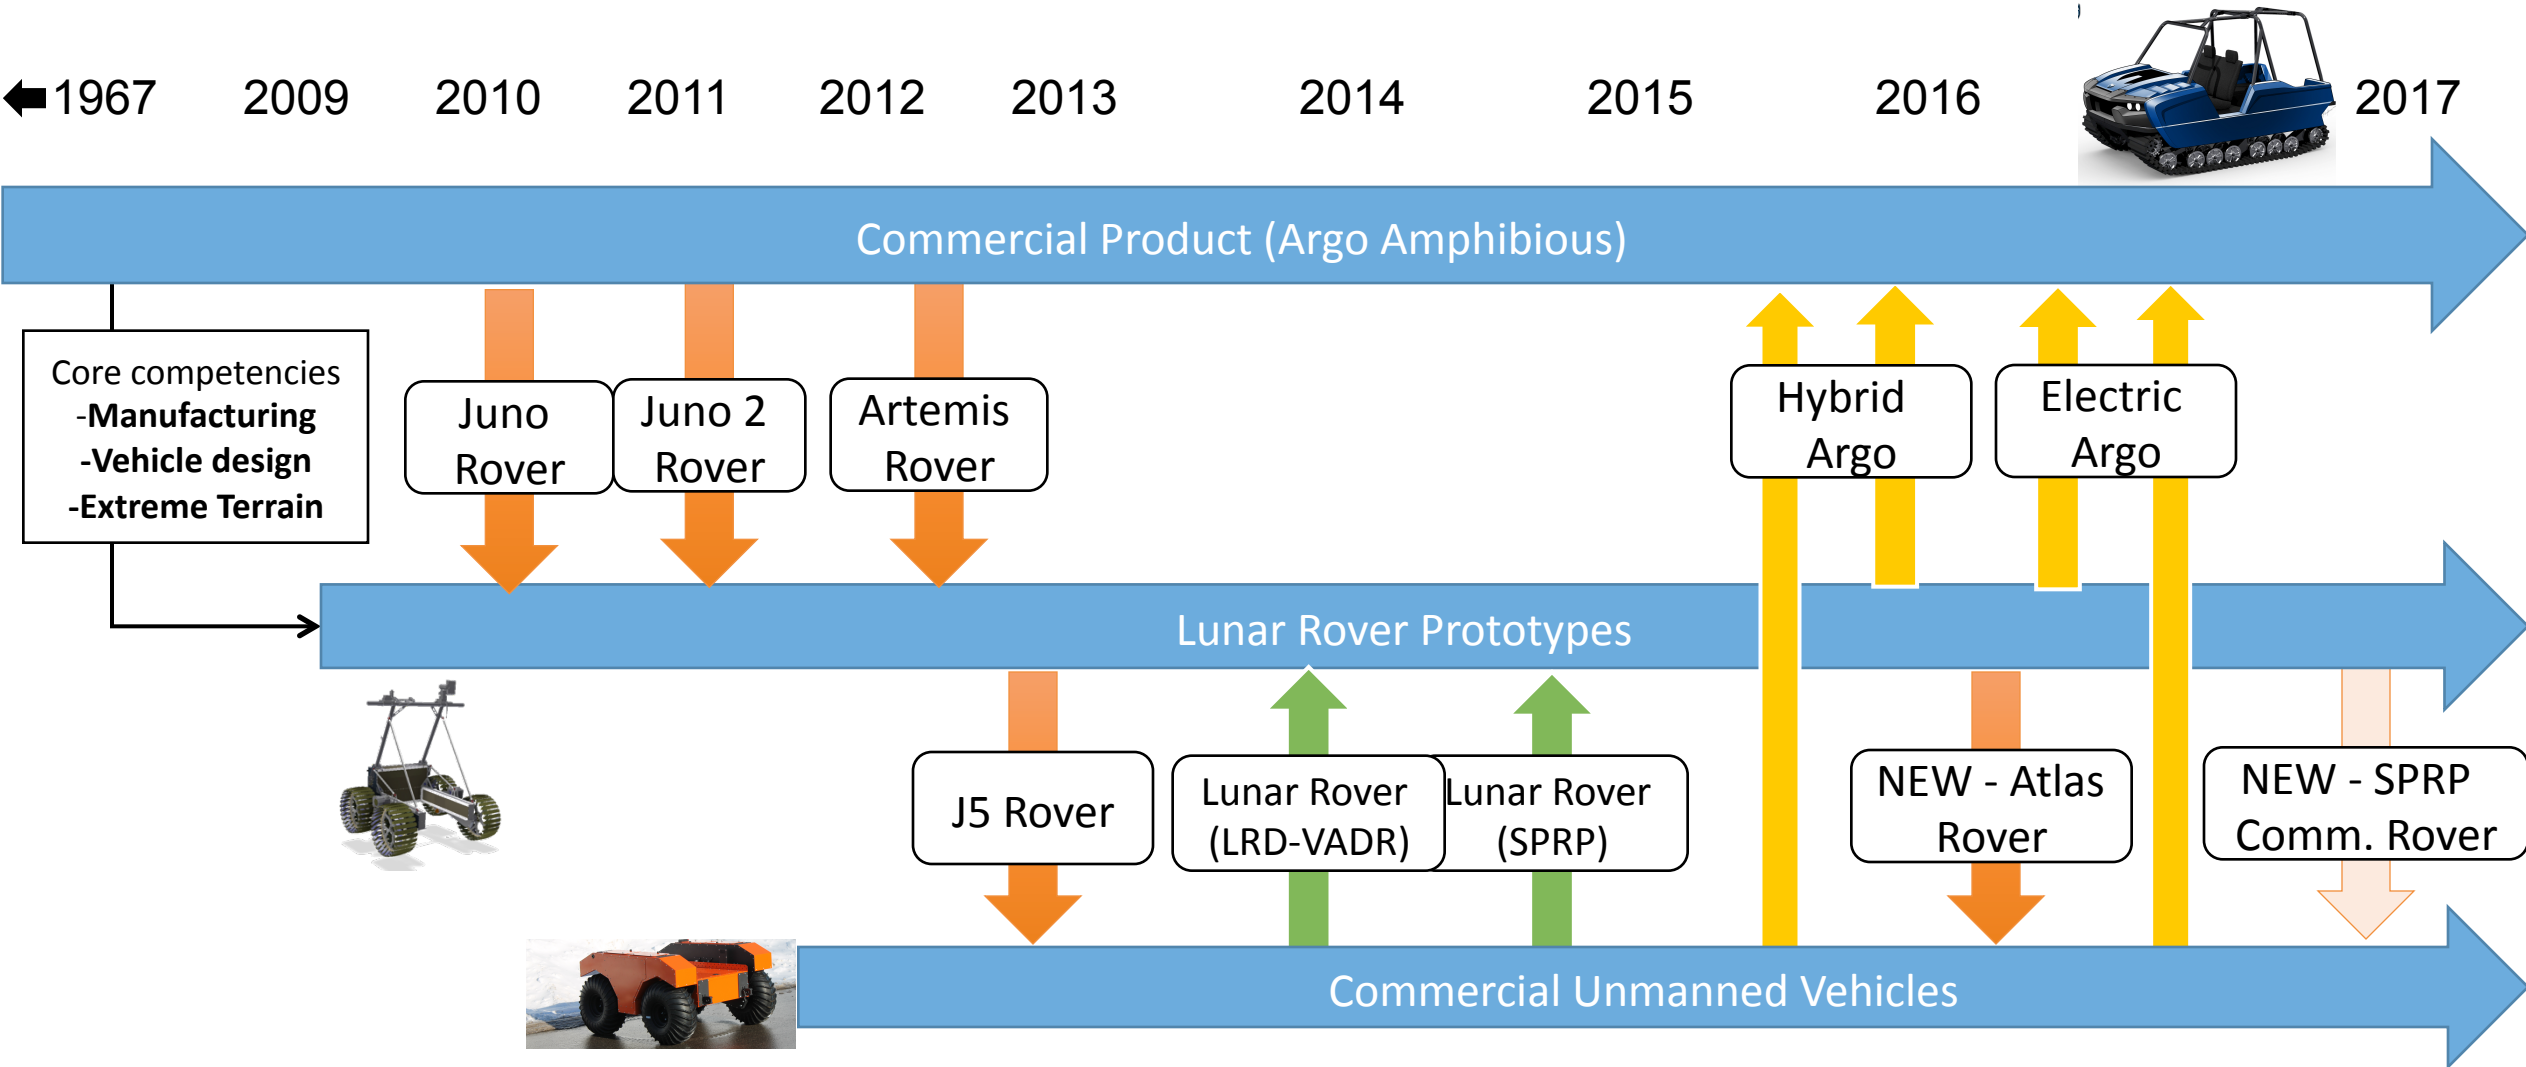 1967 2009 2010 2011 2012 2013 2014 2015 2016 2017
Commercial Product (Argo Amphibious)
Core competencies
-Manufacturing
-Vehicle design
-Extreme Terrain
Juno
Rover
Juno 2
Rover
Artemis
Rover
Hybrid
Argo
Electric
Argo
Lunar Rover Prototypes
J5 Rover
Lunar Rover
(LRD-VADR)
Lunar Rover
(SPRP)
NEW - Atlas
Rover
NEW - SPRP
Comm. Rover
Commercial Unmanned Vehicles